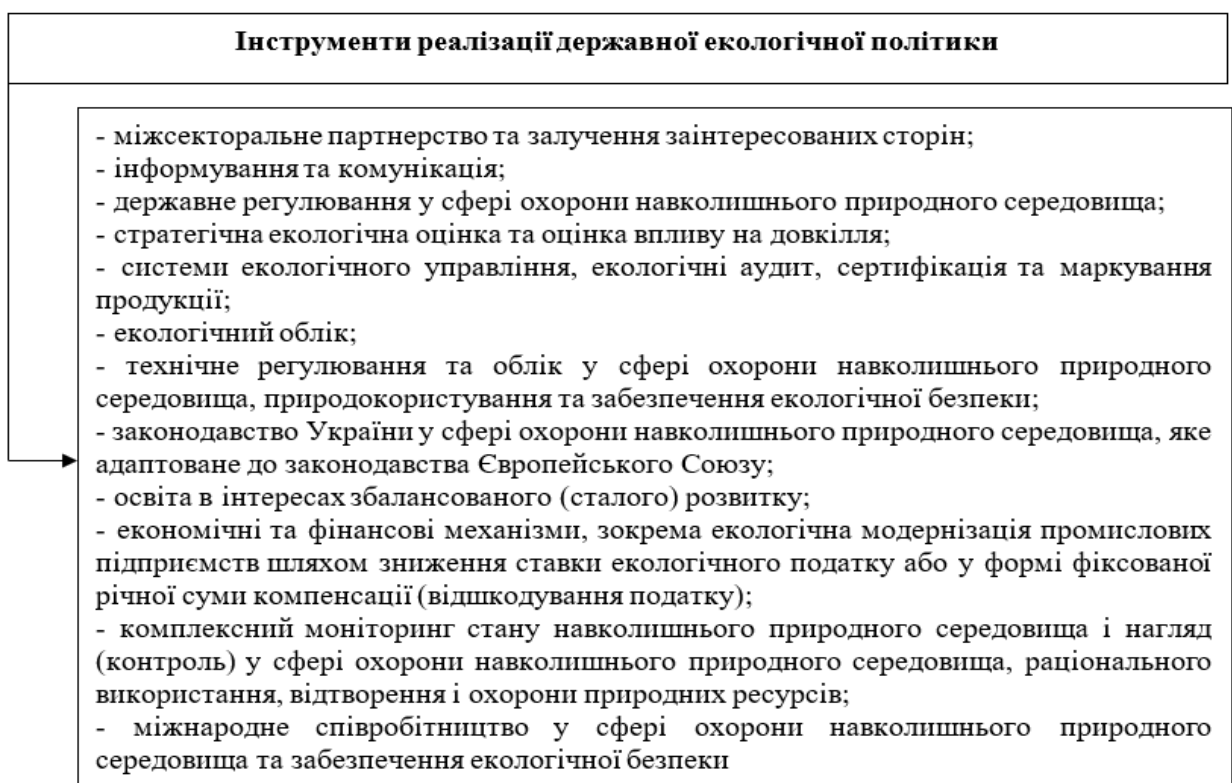 Інструменти реалізації державної екологічної політики
- міжсекторальне партнерство та залучення заінтересованих сторін;
- інформування та комунікація;
- державне регулювання у сфері охорони навколишнього природного середовища;
- стратегічна екологічна оцінка та оцінка впливу на довкілля;
- системи екологічного управління, екологічні аудит, сертифікація та маркування
продукції;
- екологічний облік;
- технічне регулювання та облік у сфері охорони навколишнього природного
середовища, природокористування та забезпечення екологічної безпеки;
- законодавство України у сфері охорони навколишнього природного середовища, яке
адаптоване до законодавства Європейського Союзу;
- освіта в інтересах збалансованого (сталого) розвитку;
- економічні та фінансові механізми, зокрема екологічна модернізація промислових
підприємств шляхом зниження ставки екологічного податку або у формі фіксованої
річної суми компенсації (відшкодування податку);
- комплексний моніторинг стану навколишнього природного середовища і нагляд
(контроль) у сфері охорони навколишнього природного середовища, раціонального
використання, відтворення і охорони природних ресурсів;
- міжнародне співробітництво у сфері охорони навколишнього природного
середовища та забезпечення екологічної безпеки